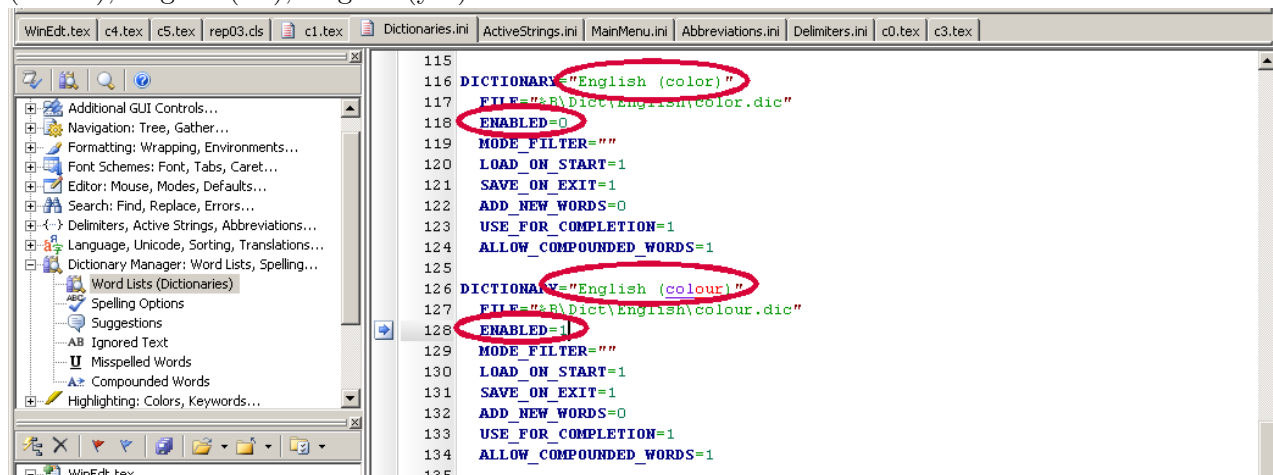 WinEdt.tex c4.tex c5.tex rep03.cls c1.tex Dictionaries.ini ActiveStrings.ini MainMenu.ini Abbreviations.ini Delimiters.ini c0.tex c3.tex
Additional GUI Controls...
Navigation: Tree, Gather...
Formatting: Wrapping, Environments...
Font Schemes: Font, Tabs, Caret...
Editor: Mouse, Modes, Defaults...
Search: Find, Replace, Errors...
Delimiters, Active Strings, Abbreviations...
Language, Unicode, Sorting, Translations...
Dictionary Manager: Word Lists, Spelling...
Word Lists (Dictionaries)
Spelling Options
Suggestions
Ignored Text
Misspelled Words
Compounded Words
Highlighting: Colors, Keywords...
WinEdt.tex
115
116 DICTIONARY="English (color)"
117 FILE="%B\Dict\English\color.dic"
118 ENABLED=0
119 MODE_FILTER=""
120 LOAD_ON_START=1
121 SAVE_ON_EXIT=1
122 ADD_NEW_WORDS=0
123 USE_FOR_COMPLETION=1
124 ALLOW_COMPOUNDED_WORDS=1
125
126 DICTIONARY="English (colour)"
127 FILE="%B\Dict\English\colour.dic"
128 ENABLED=1
129 MODE_FILTER=""
130 LOAD_ON_START=1
131 SAVE_ON_EXIT=1
132 ADD_NEW_WORDS=0
133 USE_FOR_COMPLETION=1
134 ALLOW_COMPOUNDED_WORDS=1